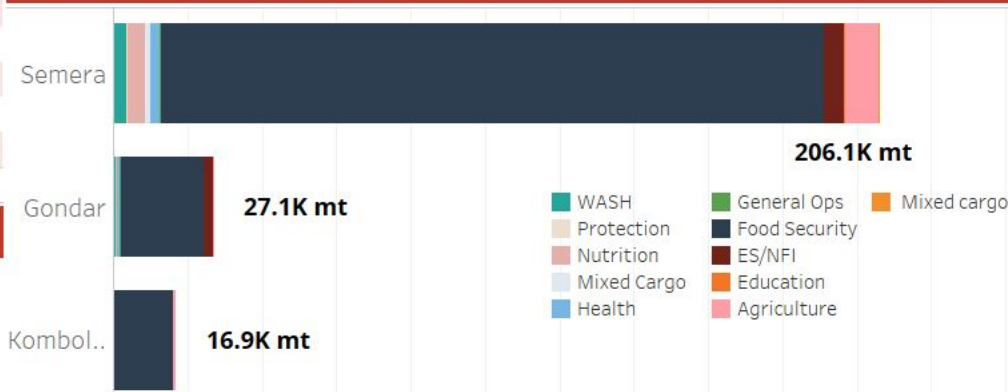 Semera
206.1K mt
Gondar
27.1K mt
WASH
General Ops
Mixed cargo
Protection
Food Security
Nutrition
ES/NFI
Mixed Cargo
Education
Health
Agriculture
Kombol..
16.9K mt